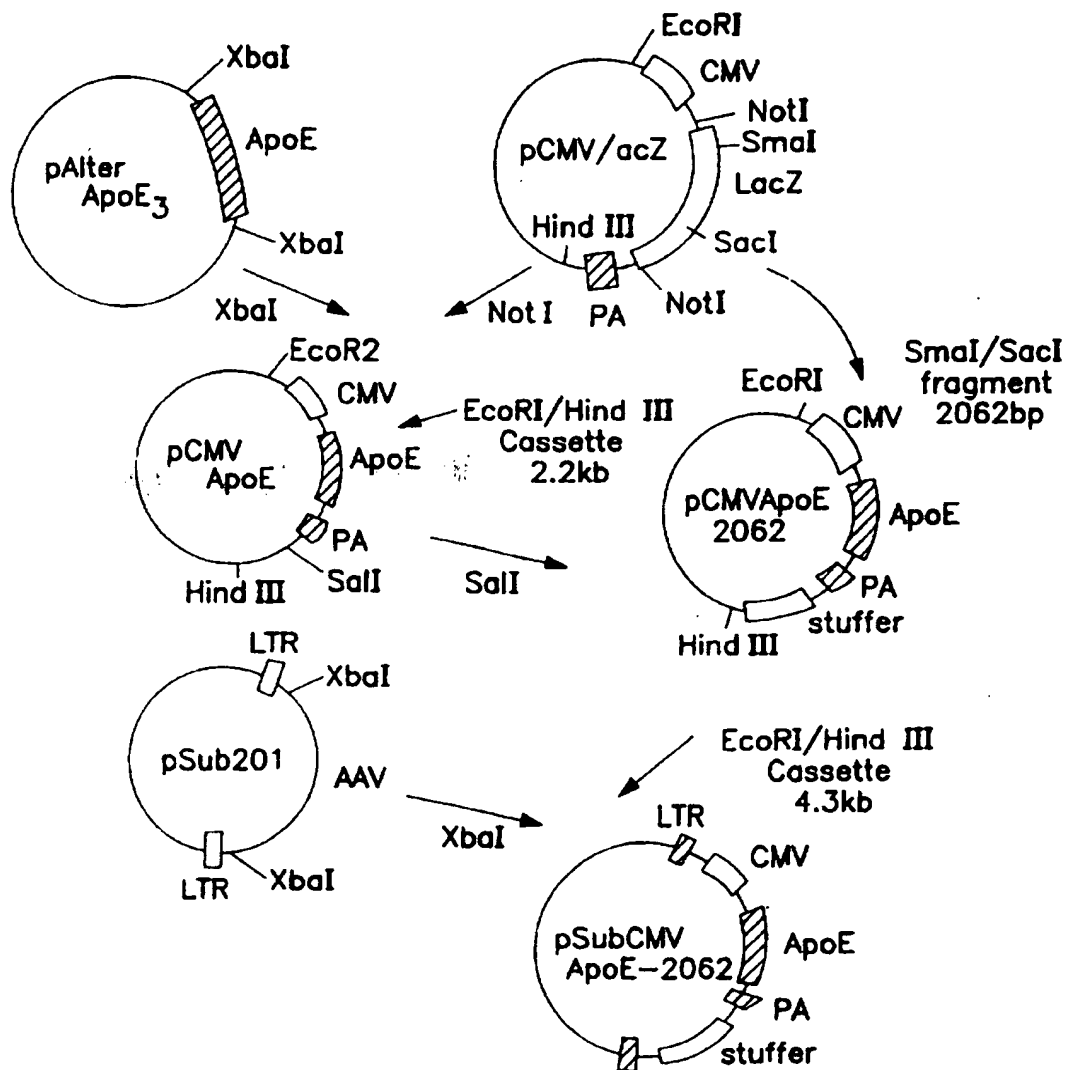 XbaI
ApoE
pAlter
ApoE3
XbaI
XbaI
EcoRI
CMV
NotI
SmaI
pCMV/acZ
LacZ
Hind III
SacI
NotI
PA
Not I
SmaI/SacI
fragment
2062bp
EcoR2
CMV
EcoRI/Hind III
Cassette
2.2kb
pCMV
ApoE
ApoE
PA
SalI
Hind III
SalI
EcoRI
CMV
pCMVApoE
2062
ApoE
PA
stuffer
Hind III
LTR
XbaI
pSub201
AAV
LTR
XbaI
XbaI
EcoRI/Hind III
Cassette
4.3kb
LTR
CMV
pSubCMV
ApoE-2062
ApoE
PA
stuffer